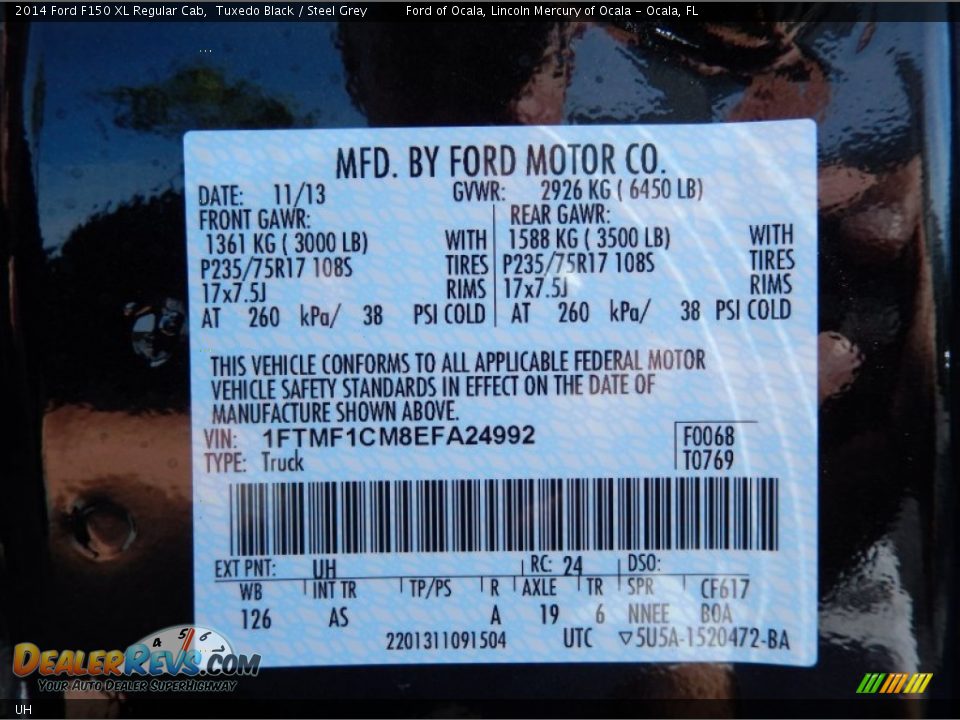 2014 Ford F150 XL Regular Cab, Tuxedo Black / Steel Grey Ford of Ocala, Lincoln Mercury of Ocala - Ocala, FL
MFD. BY FORD MOTOR CO.
DATE: 11/13 GVWR: 2926 KG ( 6450 LB)
FRONT GAWR: REAR GAWR:
1361 KG ( 3000 LB) WITH 1588 KG ( 3500 LB) WITH
P235/75R17 108S TIRES P235/75R17 108S TIRES
17x7.5J RIMS 17x7.5J RIMS
AT 260 kPa/ 38 PSI COLD AT 260 kPa/ 38 PSI COLD
THIS VEHICLE CONFORMS TO ALL APPLICABLE FEDERAL MOTOR
VEHICLE SAFETY STANDARDS IN EFFECT ON THE DATE OF
MANUFACTURE SHOWN ABOVE.
VIN: 1FTMF1CM8EFA24992 F0068
TYPE: Truck T0769
EXT PNT: UH RC: 24 DSO:
WB INT TR TP/PS R AXLE TR SPR CF617
126 AS A 19 6 NNEE BOA
2201311091504 UTC ▽5U5A-1520472-BA
4 5 6
DEALERREVS.COM
YOUR AUTO DEALER SUPERHIGHWAY
UH